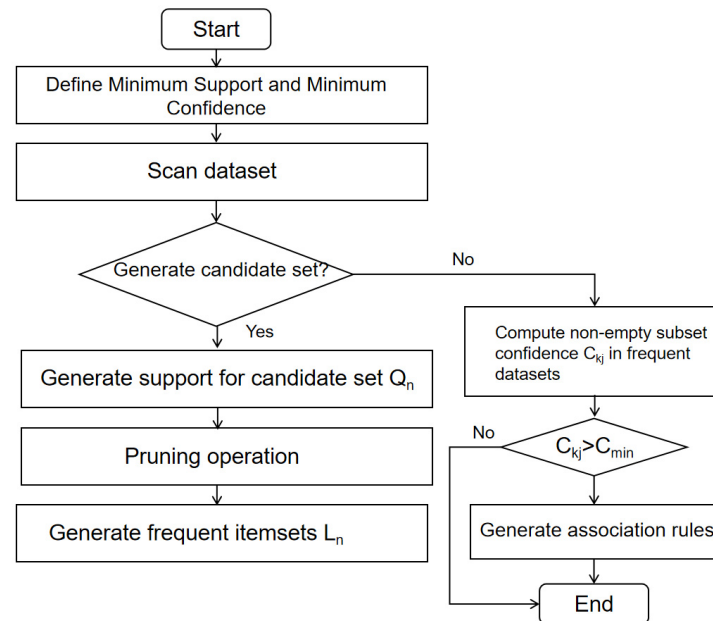 Start
Define Minimum Support and Minimum
Confidence
Scan dataset
Generate candidate set?
No
Yes
Compute non-empty subset
confidence Ckj in frequent
datasets
Generate support for candidate set Qn
No
Ckj>Cmin
Pruning operation
Generate association rules
Generate frequent itemsets Ln
End